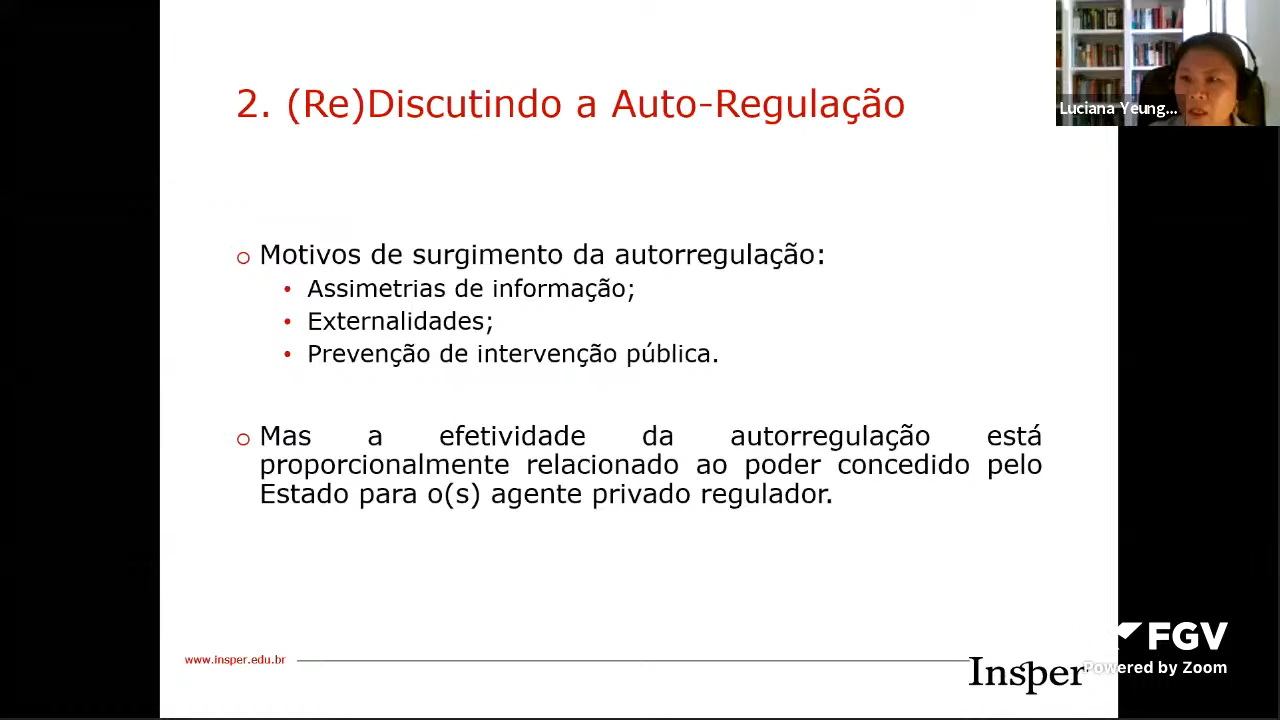 2. (Re)Discutindo a Auto-Regulação
Luciana Yeung...
o Motivos de surgimento da autorregulação:
• Assimetrias de informação;
• Externalidades;
• Prevenção de intervenção pública.
o Mas a efetividade da autorregulação está
proporcionalmente relacionado ao poder concedido pelo
Estado para o(s) agente privado regulador.
www.insper.edu.br
Insper
FGV
Powered by Zoom